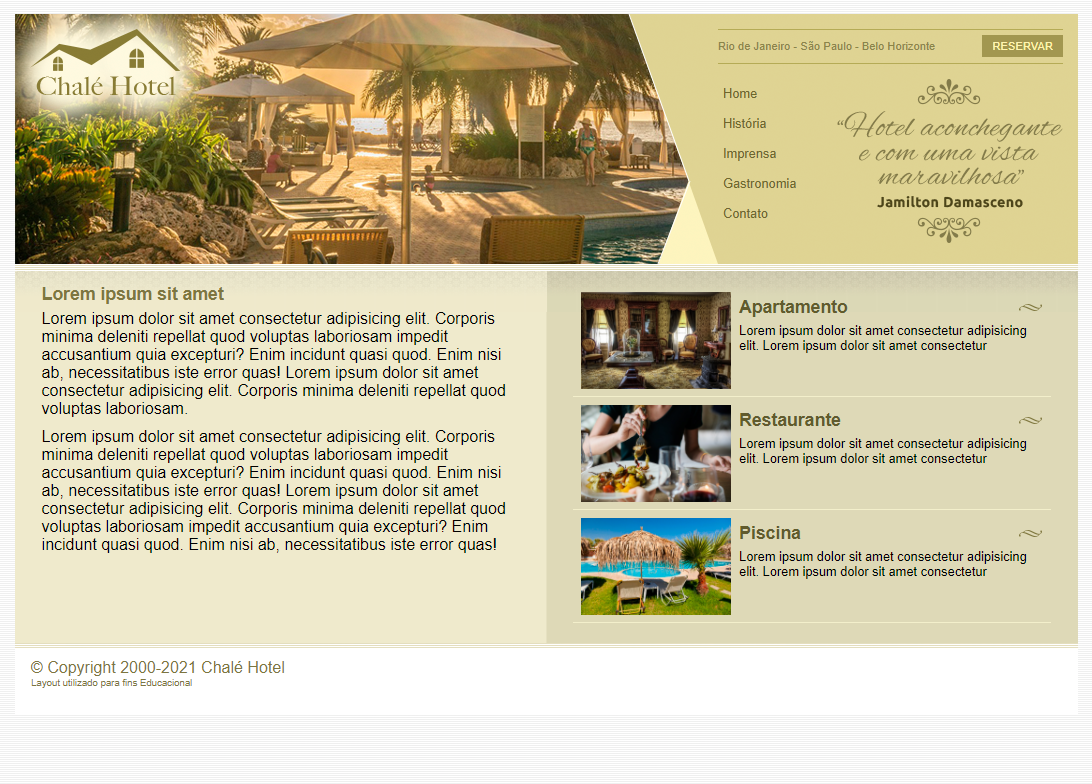 Chalé Hotel
Rio de Janeiro - São Paulo - Belo Horizonte
RESERVAR
Home
História
Imprensa
Gastronomia
Contato
“Hotel aconchegante
e com uma vista
maravilhosa”
Jamilton Damasceno
Lorem ipsum sit amet
Lorem ipsum dolor sit amet consectetur adipisicing elit. Corporis
minima deleniti repellat quod voluptas laboriosam impedit
accusantium quia excepturi? Enim incidunt quasi quod. Enim nisi
ab, necessitatibus iste error quas! Lorem ipsum dolor sit amet
consectetur adipisicing elit. Corporis minima deleniti repellat quod
voluptas laboriosam.
Lorem ipsum dolor sit amet consectetur adipisicing elit. Corporis
minima deleniti repellat quod voluptas laboriosam impedit
accusantium quia excepturi? Enim incidunt quasi quod. Enim nisi
ab, necessitatibus iste error quas! Lorem ipsum dolor sit amet
consectetur adipisicing elit. Corporis minima deleniti repellat quod
voluptas laboriosam impedit accusantium quia excepturi? Enim
incidunt quasi quod. Enim nisi ab, necessitatibus iste error quas!
Apartamento
Lorem ipsum dolor sit amet consectetur adipisicing
elit. Lorem ipsum dolor sit amet consectetur
Restaurante
Lorem ipsum dolor sit amet consectetur adipisicing
elit. Lorem ipsum dolor sit amet consectetur
Piscina
Lorem ipsum dolor sit amet consectetur adipisicing
elit. Lorem ipsum dolor sit amet consectetur
© Copyright 2000-2021 Chalé Hotel
Layout utilizado para fins Educacional